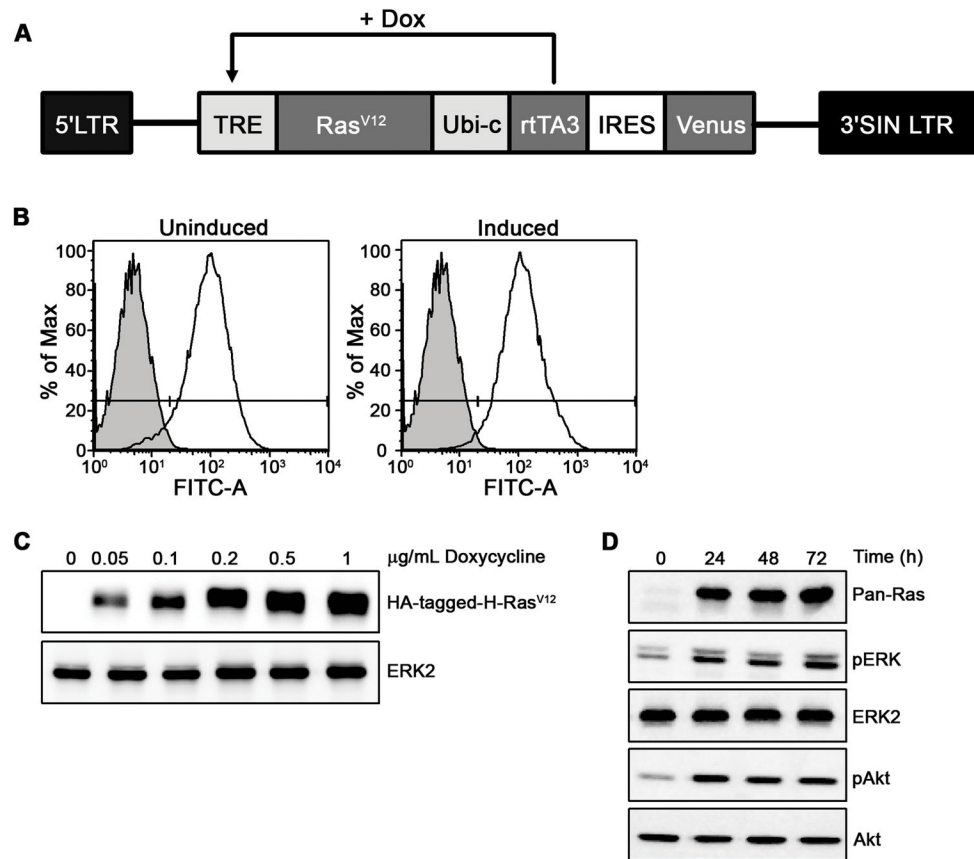 A
+ Dox
5'LTR TRE Ras^V12 Ubi-c rtTA3 IRES Venus 3'SIN LTR
B
Uninduced Induced
% of Max
100
80
60
40
20
0
10^0 10^1 10^2 10^3 10^4
FITC-A
% of Max
100
80
60
40
20
0
10^0 10^1 10^2 10^3 10^4
FITC-A
C
0 0.05 0.1 0.2 0.5 1 μg/mL Doxycycline
HA-tagged-H-Ras^V12
ERK2
D
0 24 48 72 Time (h)
Pan-Ras
pERK
ERK2
pAkt
Akt